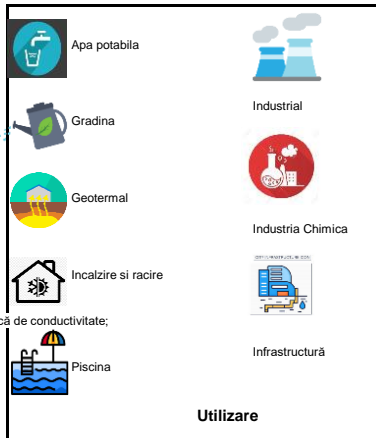 Apa potabila
Industrial
Gradina
Geotermal
Industria Chimica
Incalzire si racire
că de conductivitate;
Infrastructură
Piscina
Utilizare